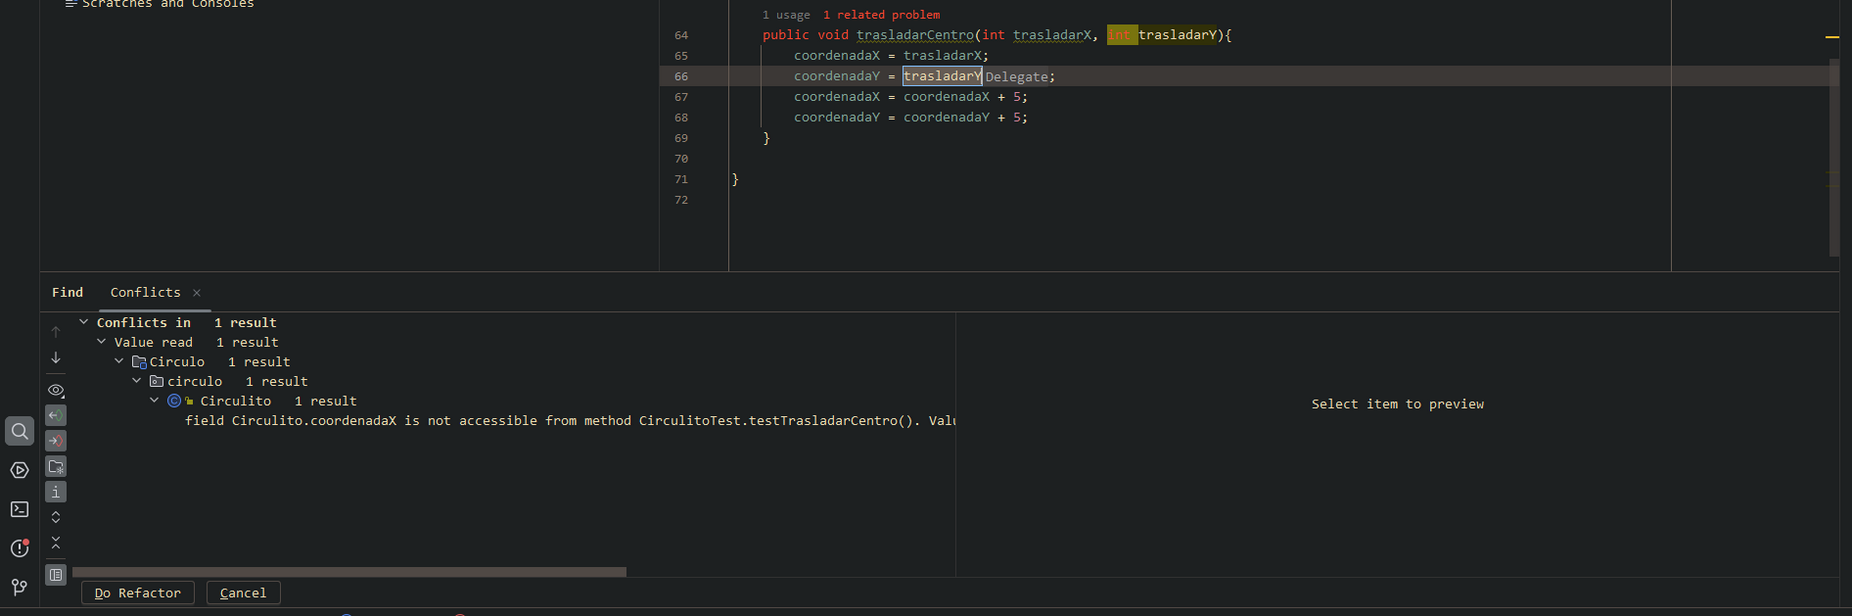 Scratches and Consoles
1 usage 1 related problem
64 public void trasladarCentro(int trasladarX, int trasladarY){
65 coordenadaX = trasladarX;
66 coordenadaY = trasladarY Delegate;
67 coordenadaX = coordenadaX + 5;
68 coordenadaY = coordenadaY + 5;
69 }
70
71 }
72
Find Conflicts ×
Conflicts in 1 result
Value read 1 result
Circulo 1 result
circulo 1 result
Circulito 1 result
field Circulito.coordenadaX is not accessible from method CirculitoTest.testTrasladarCentro(). Valu
Select item to preview
Do Refactor Cancel